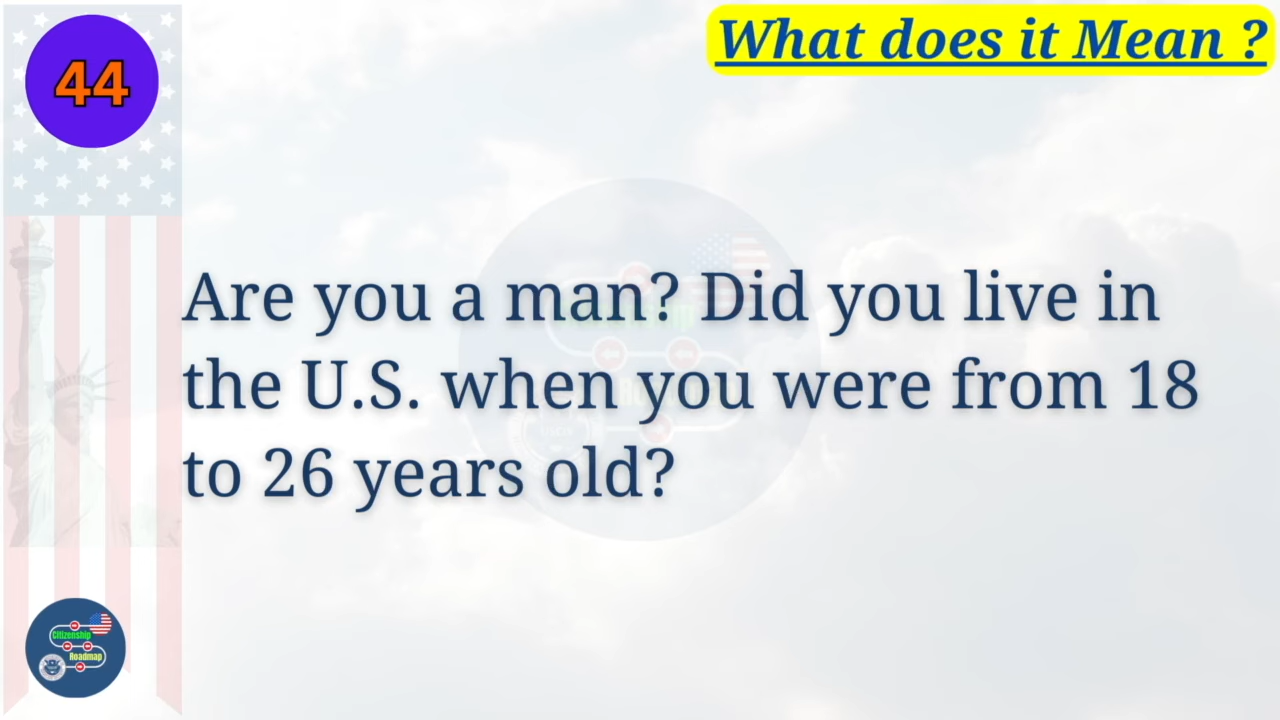 44
What does it Mean ?
Are you a man? Did you live in
the U.S. when you were from 18
to 26 years old?
Citizenship
Roadmap